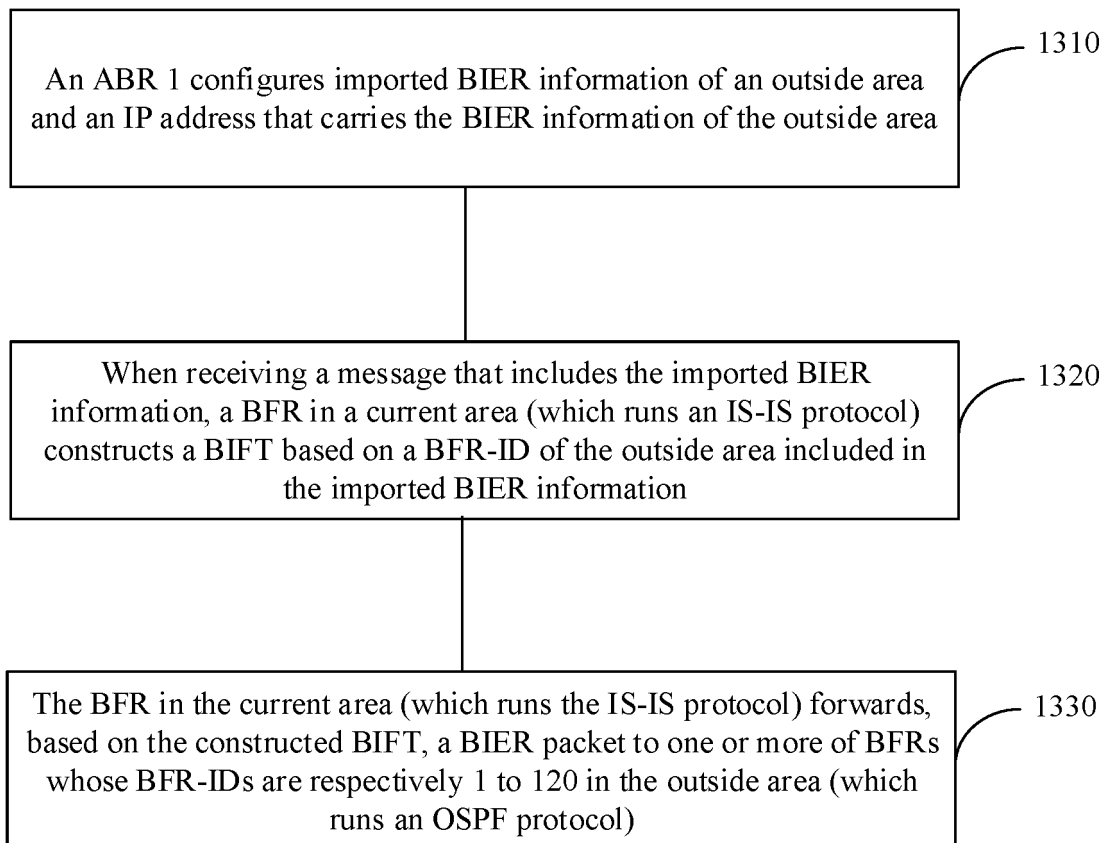 An ABR 1 configures imported BIER information of an outside area
and an IP address that carries the BIER information of the outside area
1310
When receiving a message that includes the imported BIER
information, a BFR in a current area (which runs an IS-IS protocol)
constructs a BIFT based on a BFR-ID of the outside area included in
the imported BIER information
1320
The BFR in the current area (which runs the IS-IS protocol) forwards,
based on the constructed BIFT, a BIER packet to one or more of BFRs
whose BFR-IDs are respectively 1 to 120 in the outside area (which
runs an OSPF protocol)
1330